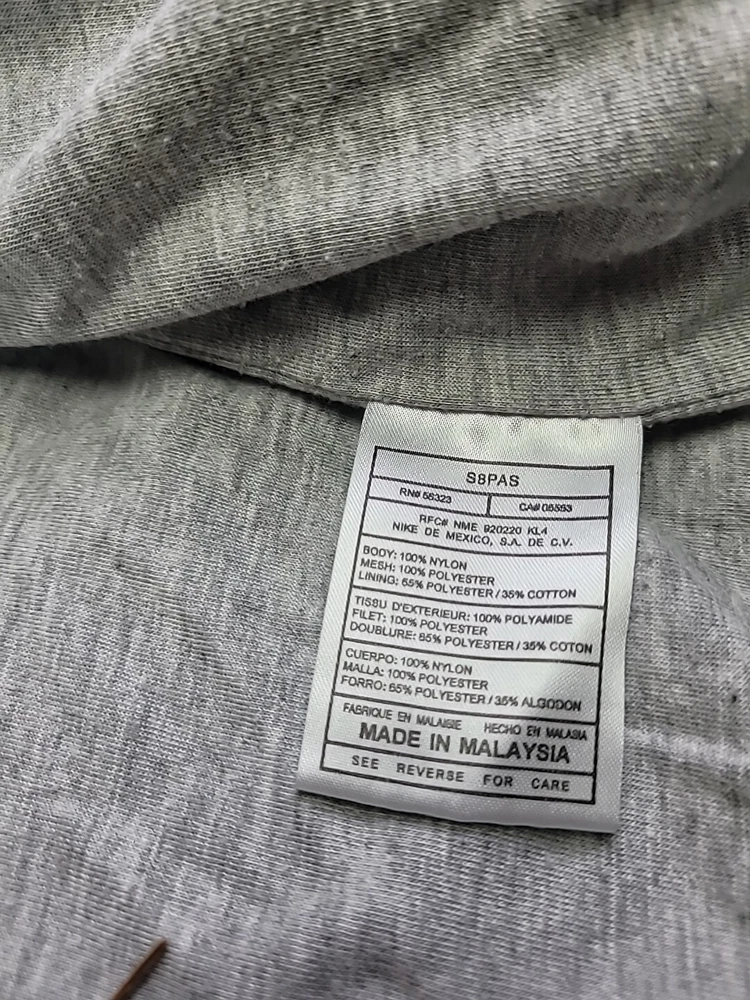 S8PAS
RN# 56323 CA# 05553
RFC# NME 920220 KL4
NIKE DE MEXICO, S.A. DE C.V.
BODY: 100% NYLON
MESH: 100% POLYESTER
LINING: 65% POLYESTER / 35% COTTON
TISSU D'EXTERIEUR: 100% POLYAMIDE
FILET: 100% POLYESTER
DOUBLURE: 65% POLYESTER / 35% COTON
CUERPO: 100% NYLON
MALLA: 100% POLYESTER
FORRO: 65% POLYESTER / 35% ALGODON
FABRIQUE EN MALAISIE HECHO EN MALASIA
MADE IN MALAYSIA
SEE REVERSE FOR CARE